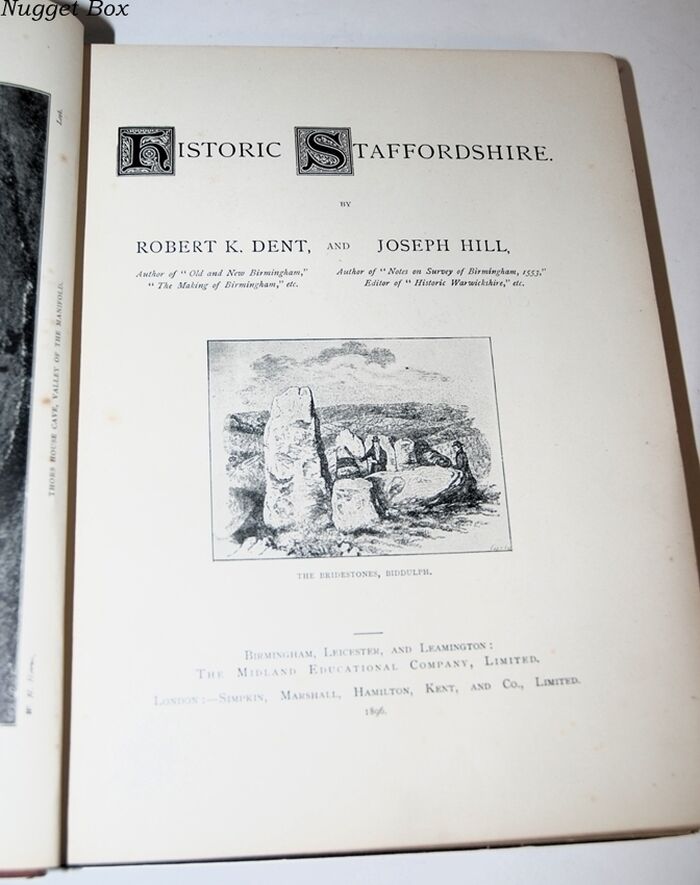 Nugget Box
Lond.
THORS HOUSE CAVE, VALLEY OF THE MANIFOLD.
HISTORIC STAFFORDSHIRE.
BY
ROBERT K. DENT, AND JOSEPH HILL,
Author of "Old and New Birmingham," Author of "Notes on Survey of Birmingham, 1553,"
"The Making of Birmingham," etc. Editor of "Historic Warwickshire," etc.
THE BRIDESTONES, BIDDULPH.
BIRMINGHAM, LEICESTER, AND LEAMINGTON:
THE MIDLAND EDUCATIONAL COMPANY, LIMITED.
LONDON:—SIMPKIN, MARSHALL, HAMILTON, KENT, AND CO., LIMITED.
1896.